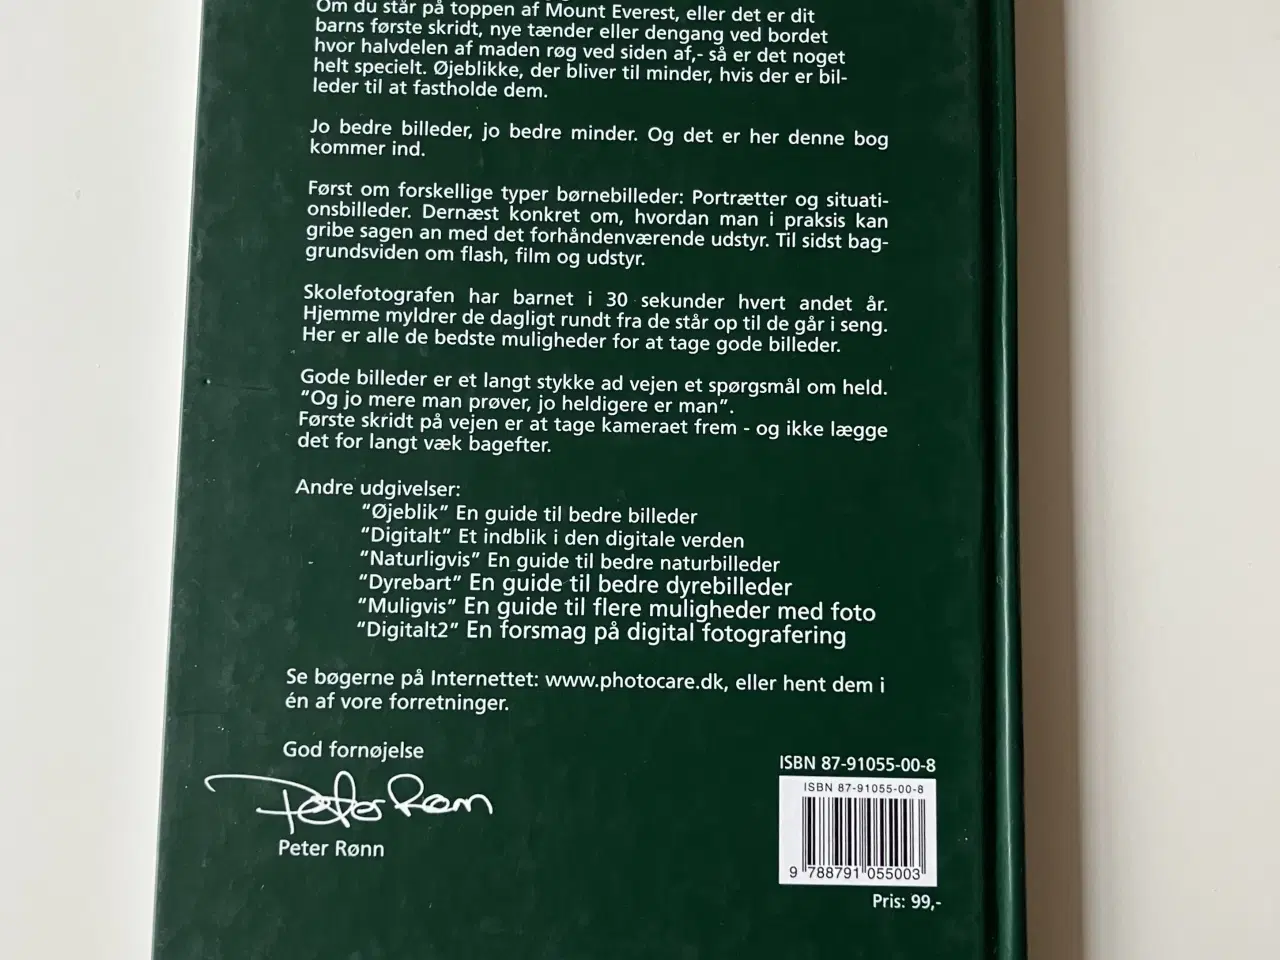 Om du står på toppen af Mount Everest, eller det er dit
barns første skridt, nye tænder eller dengang ved bordet
hvor halvdelen af maden røg ved siden af,- så er det noget
helt specielt. Øjeblikke, der bliver til minder, hvis der er bil-
leder til at fastholde dem.
Jo bedre billeder, jo bedre minder. Og det er her denne bog
kommer ind.
Først om forskellige typer børnebilleder: Portrætter og situati-
onsbilleder. Dernæst konkret om, hvordan man i praksis kan
gribe sagen an med det forhåndenværende udstyr. Til sidst bag-
grundsviden om flash, film og udstyr.
Skolefotografen har barnet i 30 sekunder hvert andet år.
Hjemme myldrer de dagligt rundt fra de står op til de går i seng.
Her er alle de bedste muligheder for at tage gode billeder.
Gode billeder er et langt stykke ad vejen et spørgsmål om held.
"Og jo mere man prøver, jo heldigere er man".
Første skridt på vejen er at tage kameraet frem - og ikke lægge
det for langt væk bagefter.
Andre udgivelser:
"Øjeblik" En guide til bedre billeder
"Digitalt" Et indblik i den digitale verden
"Naturligvis" En guide til bedre naturbilleder
"Dyrebart" En guide til bedre dyrebilleder
"Muligvis" En guide til flere muligheder med foto
"Digitalt2" En forsmag på digital fotografering
Se bøgerne på Internettet: www.photocare.dk, eller hent dem i
én af vore forretninger.
God fornøjelse
Peter Rønn
Peter Rønn
ISBN 87-91055-00-8
ISBN 87-91055-00-8
9 788791 055003
Pris: 99,-